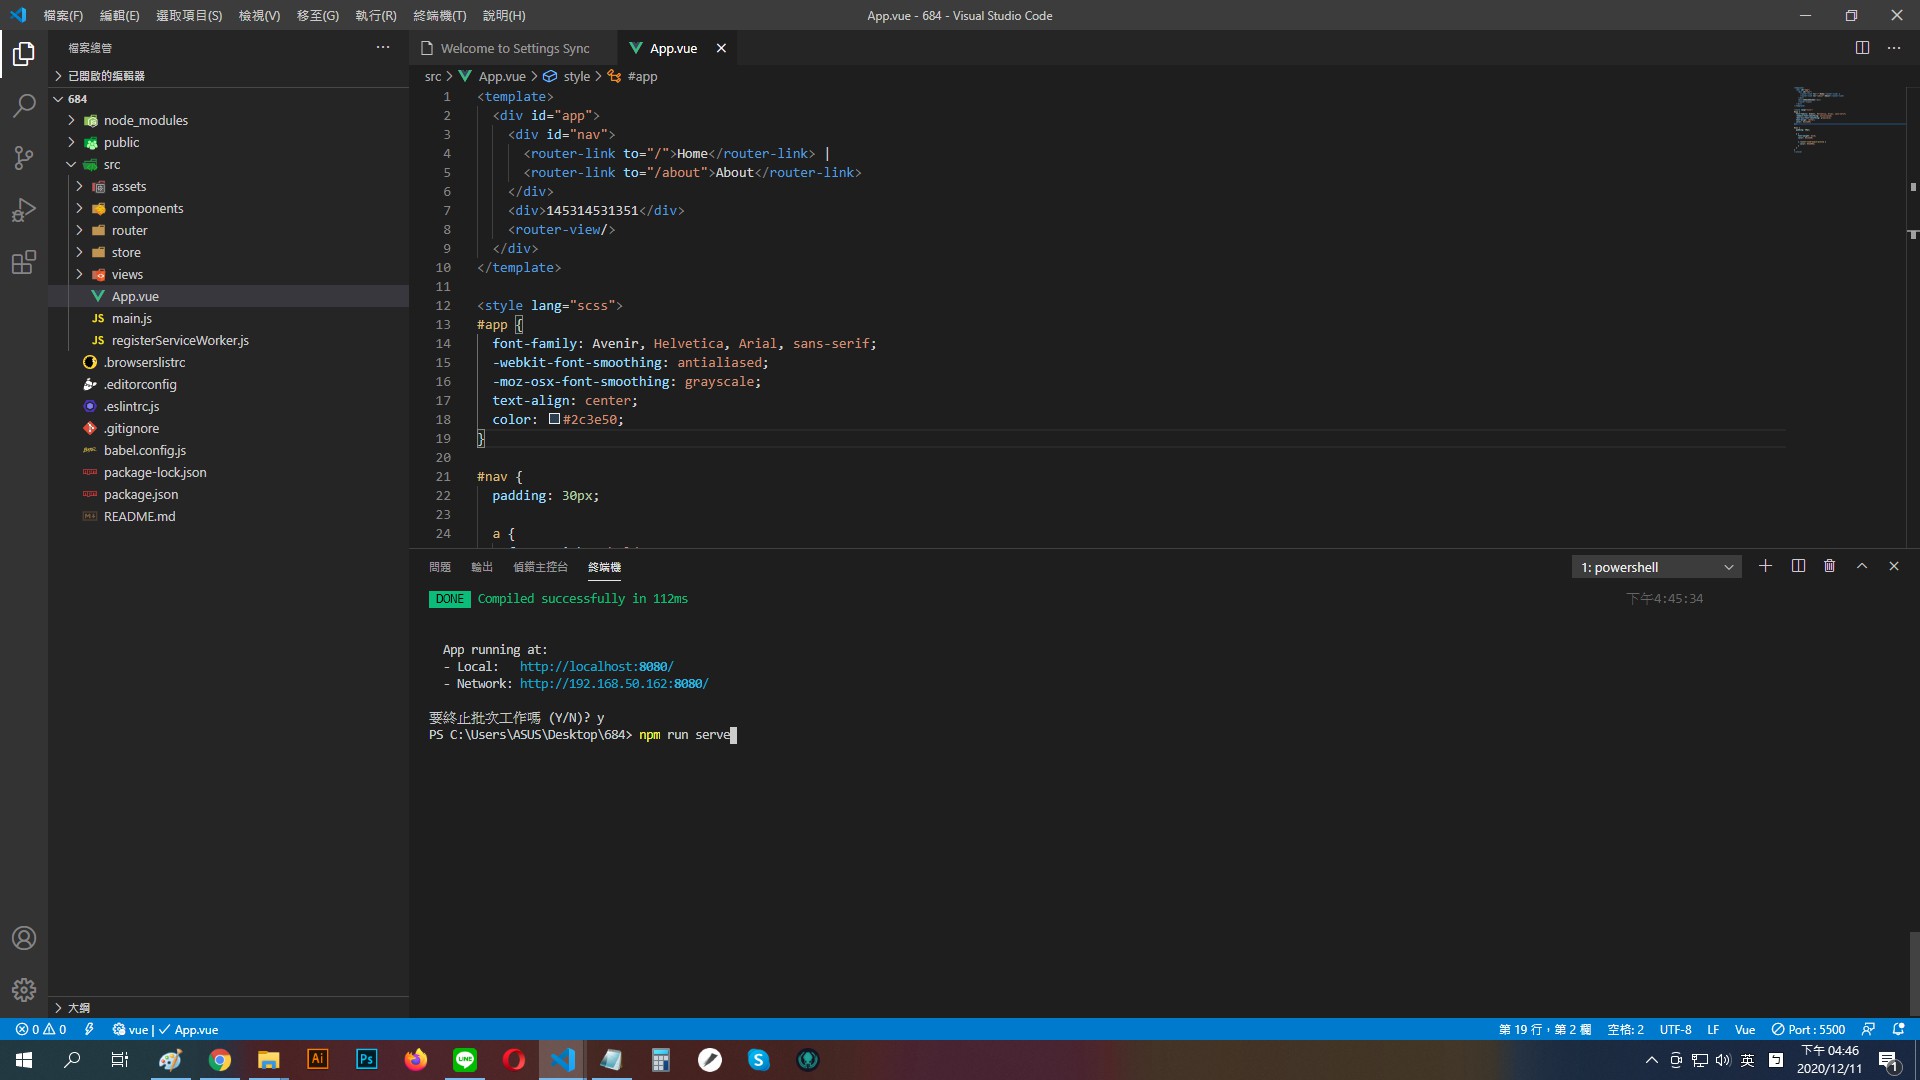 檔案(F) 編輯(E) 選取項目(S) 檢視(V) 移至(G) 執行(R) 終端機(T) 說明(H)
App.vue - 684 - Visual Studio Code
檔案總管
已開啟的編輯器
684
node_modules
public
src
assets
components
router
store
views
App.vue
JS main.js
JS registerServiceWorker.js
.browserslistrc
.editorconfig
.eslintrc.js
.gitignore
babel.config.js
package-lock.json
package.json
README.md
大綱
Welcome to Settings Sync
App.vue
src > App.vue > style > #app
1 <template>
2 <div id="app">
3 <div id="nav">
4 <router-link to="/">Home</router-link> |
5 <router-link to="/about">About</router-link>
6 </div>
7 <div>145314531351</div>
8 <router-view/>
9 </div>
10 </template>
11
12 <style lang="scss">
13 #app {
14 font-family: Avenir, Helvetica, Arial, sans-serif;
15 -webkit-font-smoothing: antialiased;
16 -moz-osx-font-smoothing: grayscale;
17 text-align: center;
18 color: #2c3e50;
19 }
20
21 #nav {
22 padding: 30px;
23
24 a {
問題 輸出 偵錯主控台 終端機
1: powershell
DONE Compiled successfully in 112ms
下午4:45:34
App running at:
- Local: http://localhost:8080/
- Network: http://192.168.50.162:8080/
要終止批次工作嗎 (Y/N)? y
PS C:\Users\ASUS\Desktop\684> npm run serve
0 0 vue | App.vue
第 19 行，第 2 欄 空格: 2 UTF-8 LF Vue Port : 5500
Ai
Ps
LINE
英
下午 04:46
2020/12/11
1